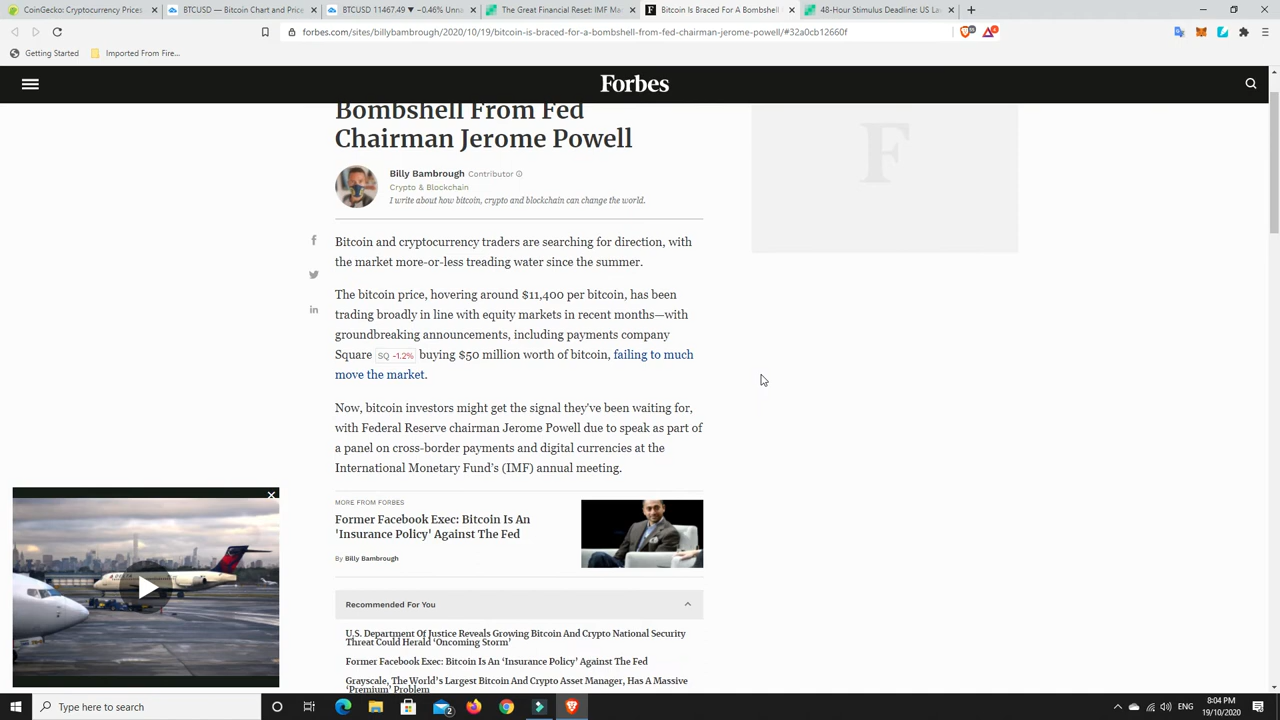 CoinGecko: Cryptocurrency Prices
BTCUSD — Bitcoin Chart and Price
BTCUSD 11467.49 −0.46% Unna
The Great Financial Reset: IMF Ma
Bitcoin Is Braced For A Bombshell
48-Hour Stimulus Deadline: US La
forbes.com/sites/billybambrough/2020/10/19/bitcoin-is-braced-for-a-bombshell-from-fed-chairman-jerome-powell/#32a0cb12660f
Getting Started
Imported From Fire...
Forbes
Bombshell From Fed
Chairman Jerome Powell
Billy Bambrough Contributor
Crypto & Blockchain
I write about how bitcoin, crypto and blockchain can change the world.
F
Bitcoin and cryptocurrency traders are searching for direction, with
the market more-or-less treading water since the summer.
The bitcoin price, hovering around $11,400 per bitcoin, has been
trading broadly in line with equity markets in recent months—with
groundbreaking announcements, including payments company
Square SQ -1.2% buying $50 million worth of bitcoin, failing to much
move the market.
Now, bitcoin investors might get the signal they've been waiting for,
with Federal Reserve chairman Jerome Powell due to speak as part of
a panel on cross-border payments and digital currencies at the
International Monetary Fund's (IMF) annual meeting.
MORE FROM FORBES
Former Facebook Exec: Bitcoin Is An
'Insurance Policy' Against The Fed
By Billy Bambrough
Recommended For You
U.S. Department Of Justice Reveals Growing Bitcoin And Crypto National Security
Threat Could Herald 'Oncoming Storm'
Former Facebook Exec: Bitcoin Is An 'Insurance Policy' Against The Fed
Grayscale, The World's Largest Bitcoin And Crypto Asset Manager, Has A Massive
'Premium' Problem
Type here to search
2
ENG
8:04 PM
19/10/2020